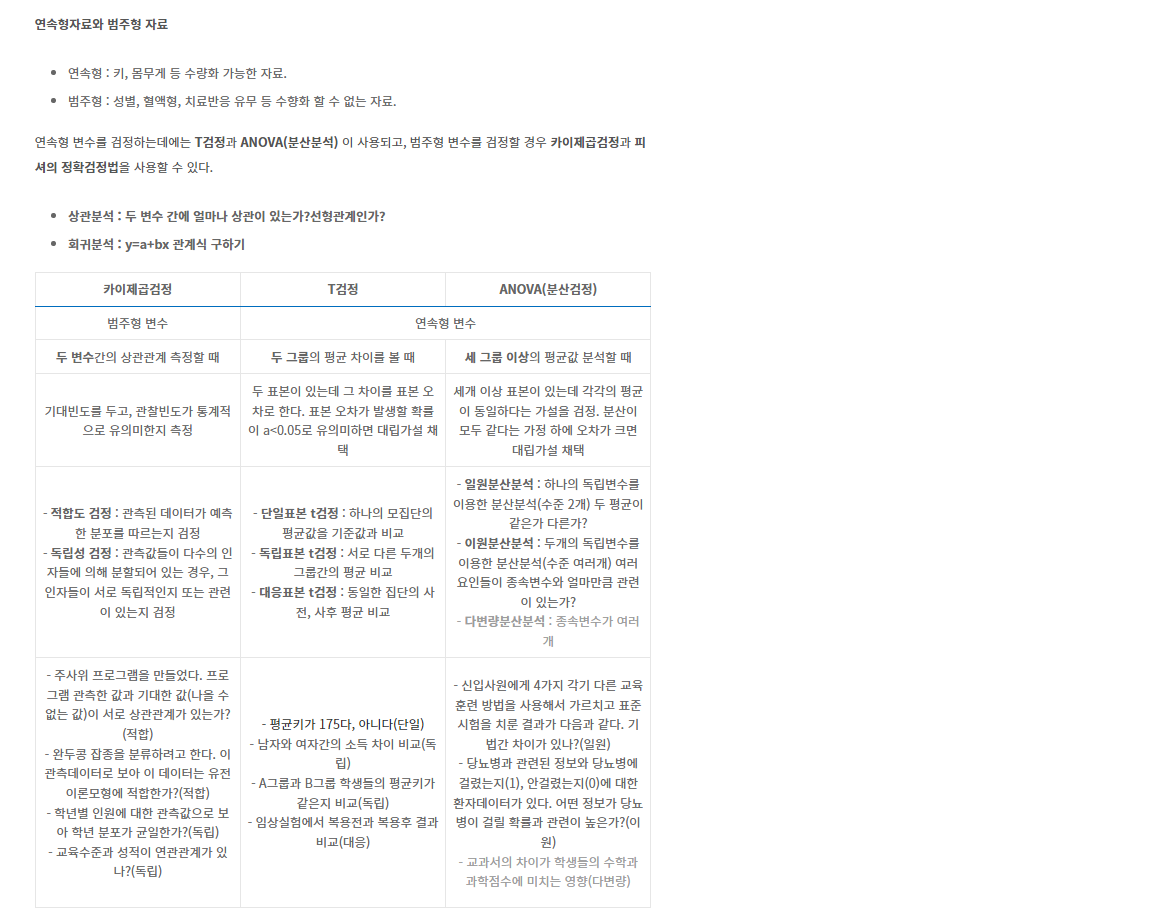 연속형자료와 범주형 자료
연속형 : 키, 몸무게 등 수량화 가능한 자료.
범주형 : 성별, 혈액형, 치료반응 유무 등 수향화 할 수 없는 자료.
연속형 변수를 검정하는데에는 T검정과 ANOVA(분산분석) 이 사용되고, 범주형 변수를 검정할 경우 카이제곱검정과 피
셔의 정확검정법을 사용할 수 있다.
상관분석 : 두 변수 간에 얼마나 상관이 있는가?선형관계인가?
회귀분석 : y=a+bx 관계식 구하기
카이제곱검정
T검정
ANOVA(분산검정)
범주형 변수
연속형 변수
두 변수간의 상관관계 측정할 때
두 그룹의 평균 차이를 볼 때
세 그룹 이상의 평균값 분석할 때
기대빈도를 두고, 관찰빈도가 통계적
으로 유의미한지 측정
두 표본이 있는데 그 차이를 표본 오
차로 한다. 표본 오차가 발생할 확률
이 a<0.05로 유의미하면 대립가설 채
택
세개 이상 표본이 있는데 각각의 평균
이 동일하다는 가설을 검정. 분산이
모두 같다는 가정 하에 오차가 크면
대립가설 채택
- 적합도 검정 : 관측된 데이터가 예측
한 분포를 따르는지 검정
- 독립성 검정 : 관측값들이 다수의 인
자들에 의해 분할되어 있는 경우, 그
인자들이 서로 독립적인지 또는 관련
이 있는지 검정
- 단일표본 t검정 : 하나의 모집단의
평균값을 기준값과 비교
- 독립표본 t검정 : 서로 다른 두개의
그룹간의 평균 비교
- 대응표본 t검정 : 동일한 집단의 사
전, 사후 평균 비교
- 일원분산분석 : 하나의 독립변수를
이용한 분산분석(수준 2개) 두 평균이
같은가 다른가?
- 이원분산분석 : 두개의 독립변수를
이용한 분산분석(수준 여러개) 여러
요인들이 종속변수와 얼마만큼 관련
이 있는가?
- 다변량분산분석 : 종속변수가 여러
개
- 주사위 프로그램을 만들었다. 프로
그램 관측한 값과 기대한 값(나올 수
없는 값)이 서로 상관관계가 있는가?
(적합)
- 완두콩 잡종을 분류하려고 한다. 이
관측데이터로 보아 이 데이터는 유전
이론모형에 적합한가?(적합)
- 학년별 인원에 대한 관측값으로 보
아 학년 분포가 균일한가?(독립)
- 교육수준과 성적이 연관관계가 있
나?(독립)
- 평균키가 175다, 아니다(단일)
- 남자와 여자간의 소득 차이 비교(독
립)
- A그룹과 B그룹 학생들의 평균키가
같은지 비교(독립)
- 임상실험에서 복용전과 복용후 결과
비교(대응)
- 신입사원에게 4가지 각기 다른 교육
훈련 방법을 사용해서 가르치고 표준
시험을 치룬 결과가 다음과 같다. 기
법간 차이가 있나?(일원)
- 당뇨병과 관련된 정보와 당뇨병에
걸렸는지(1), 안걸렸는지(0)에 대한
환자데이터가 있다. 어떤 정보가 당뇨
병이 걸릴 확률과 관련이 높은가?(이
원)
- 교과서의 차이가 학생들의 수학과
과학점수에 미치는 영향(다변량)